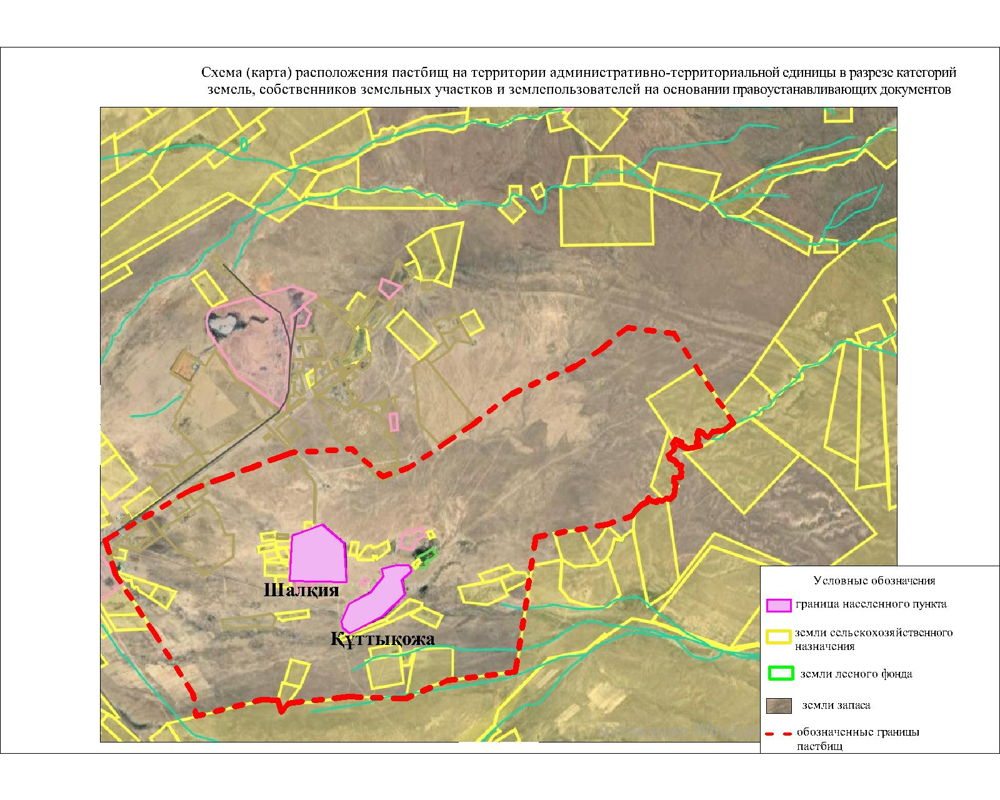 Схема (карта) расположения пастбищ на территории административно-территориальной единицы в разрезе категорий
земель, собственников земельных участков и землепользователей на основании правоустанавливающих документов
Шалқия
Құттықожа
Условные обозначения
граница населенного пункта
земли сельскохозяйственного
назначения
земли лесного фонда
земли запаса
обозначенные границы
пастбищ